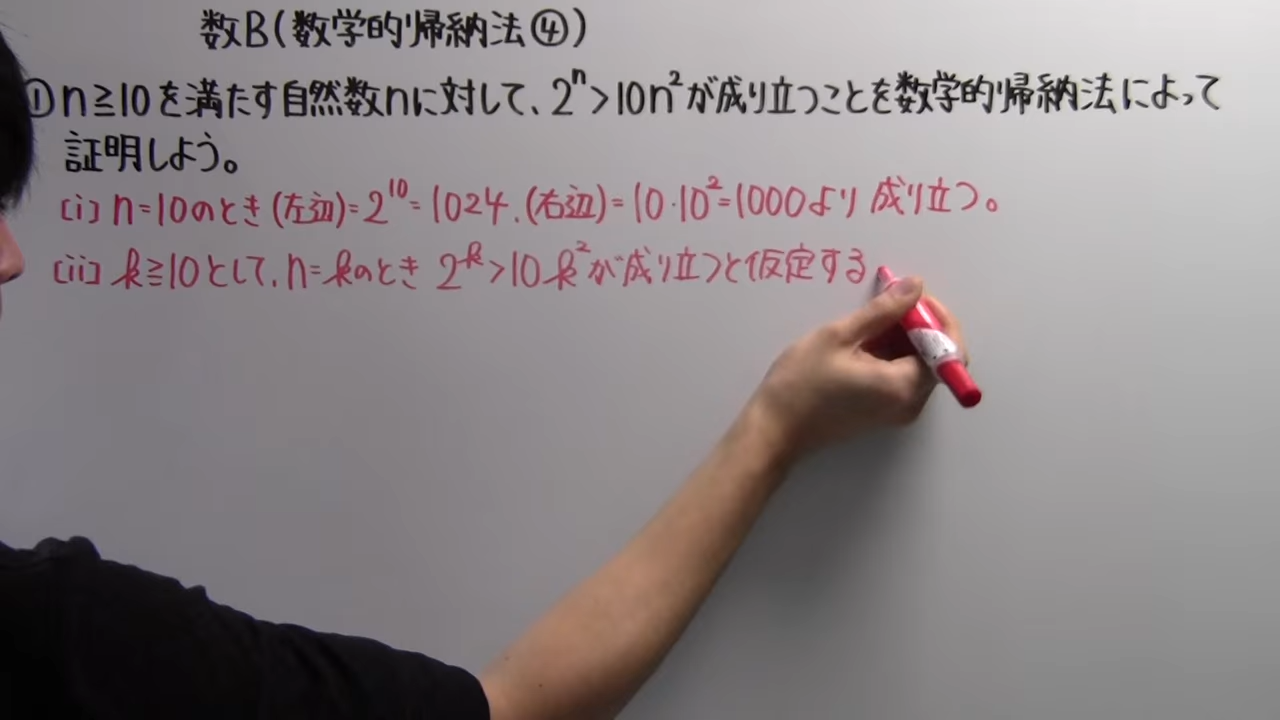 数B(数学的帰納法④)
①n≧10を満たす自然数nに対して、2ⁿ>10n²が成り立つことを数学的帰納法によって
証明しよう。
[i] n=10のとき(左辺)=2¹⁰=1024、(右辺)=10·10²=1000より 成り立つ。
[ii] k≧10として、n=kのとき 2ᵏ>10k²が成り立つと仮定する